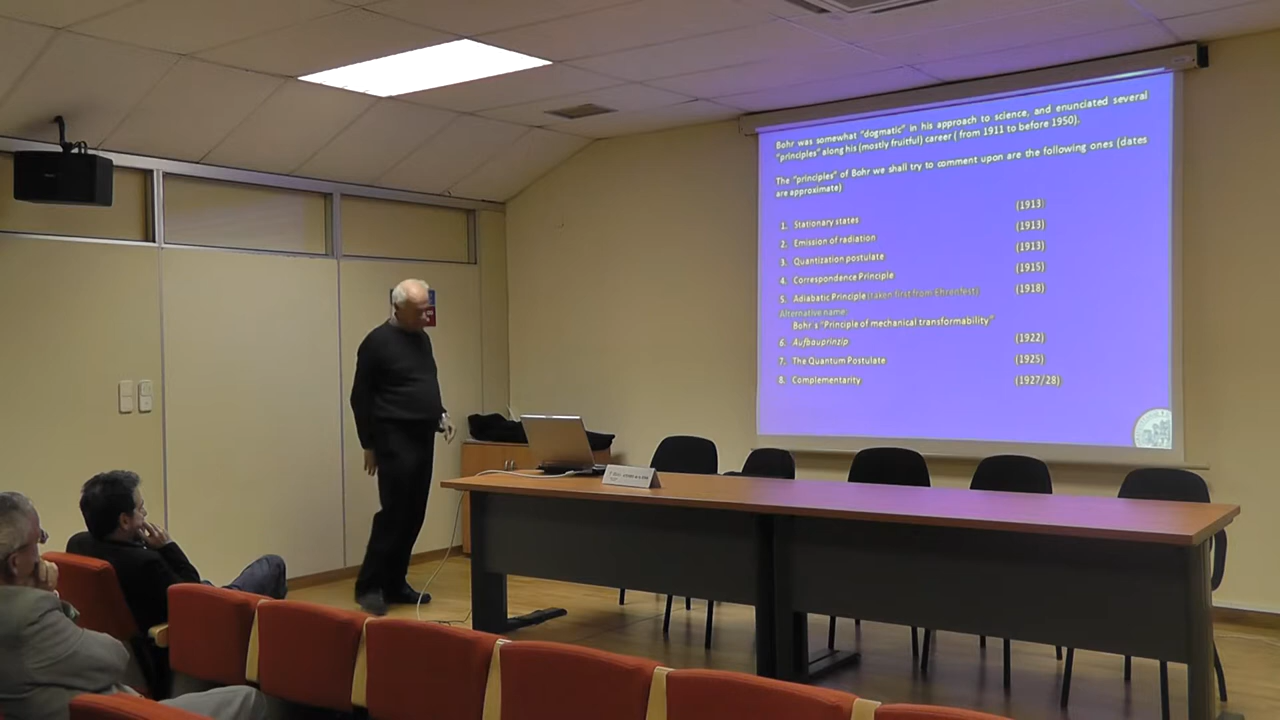 Bohr was somewhat "dogmatic" in his approach to science, and enunciated several
"principles" along his (mostly fruitful) career ( from 1911 to before 1950).
The "principles" of Bohr we shall try to comment upon are the following ones (dates
are approximate)
1. Stationary states (1913)
2. Emission of radiation (1913)
3. Quantization postulate (1913)
4. Correspondence Principle (1915)
5. Adiabatic Principle (taken first from Ehrenfest) (1918)
Alternative name:
Bohr´s "Principle of mechanical transformability"
6. Aufbauprinzip (1922)
7. The Quantum Postulate (1925)
8. Complementarity (1927/28)